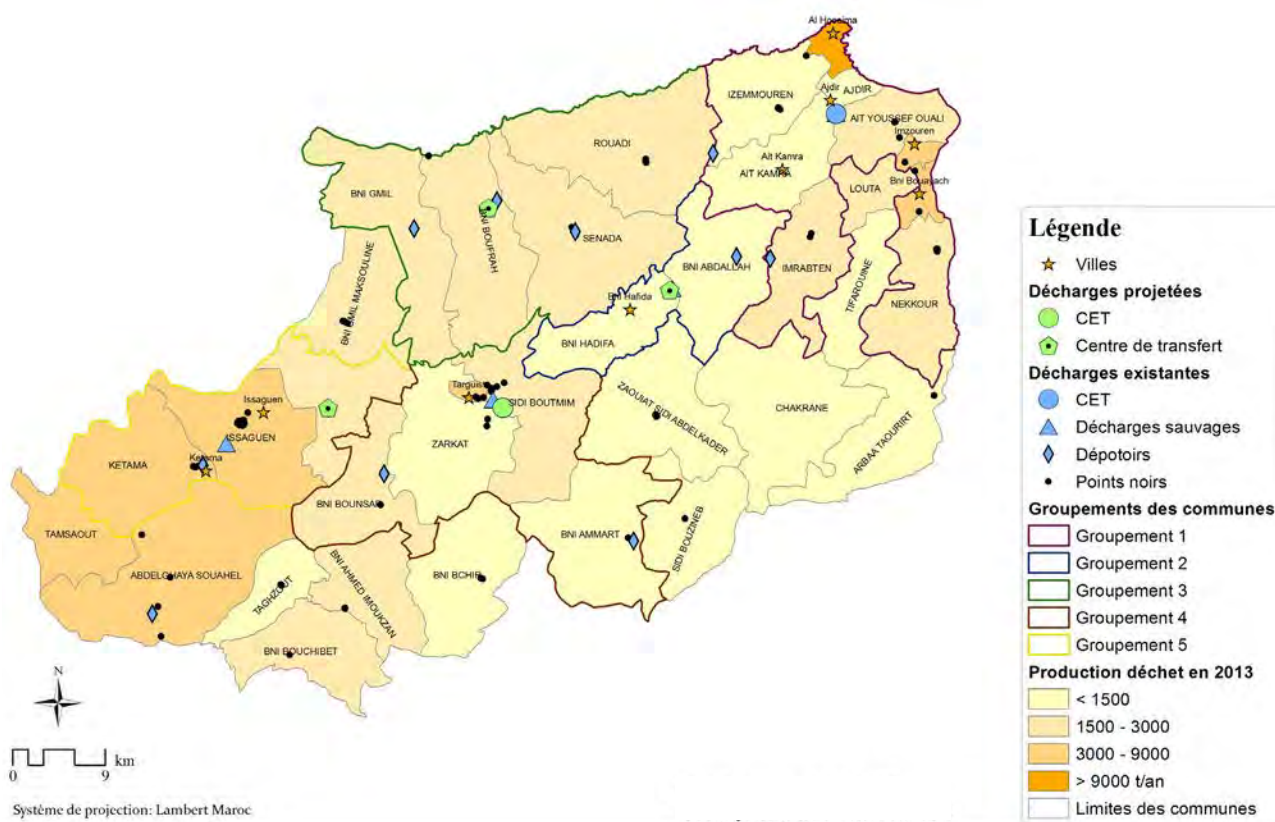 Al Hoceima
IZEMMOUREN
Ajdir
AJDIR
AIT YOUSSEF OUALI
Imzouren
ROUADI
Ait Kamra
AIT KAMRA
LOUTA
Bni Bouayach
BNI GMIL
BNI BOUFRAH
SENADA
BNI ABDALLAH
IMRABTEN
TIFAROUINE
NEKKOUR
BNI GMIL MAKSOULINE
Bni Hafida
BNI HADIFA
Targuist
SIDI BOUTMIM
ZAOUIAT SIDI ABDELKADER
CHAKRANE
ARBAA TAOURIRT
Issaguen
ISSAGUEN
ZARKAT
KETAMA
Ketama
BNI BOUNSAR
TAMSAOUT
BNI AMMART
SIDI BOUZINEB
ABDELGHAYA SOUAHEL
TAGHZOUT
BNI AHMED IMOUKZAN
BNI BCHIR
BNI BOUCHIBET
N
0 9 km
Système de projection: Lambert Maroc
Légende
Villes
Décharges projetées
CET
Centre de transfert
Décharges existantes
CET
Décharges sauvages
Dépotoirs
Points noirs
Groupements des communes
Groupement 1
Groupement 2
Groupement 3
Groupement 4
Groupement 5
Production déchet en 2013
< 1500
1500 - 3000
3000 - 9000
> 9000 t/an
Limites des communes